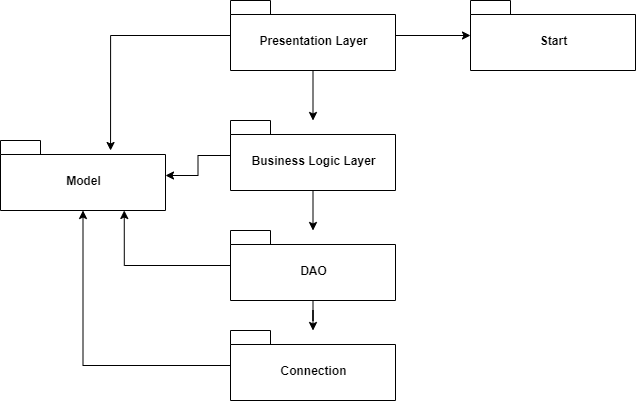 Presentation Layer
Start
Business Logic Layer
Model
DAO
Connection